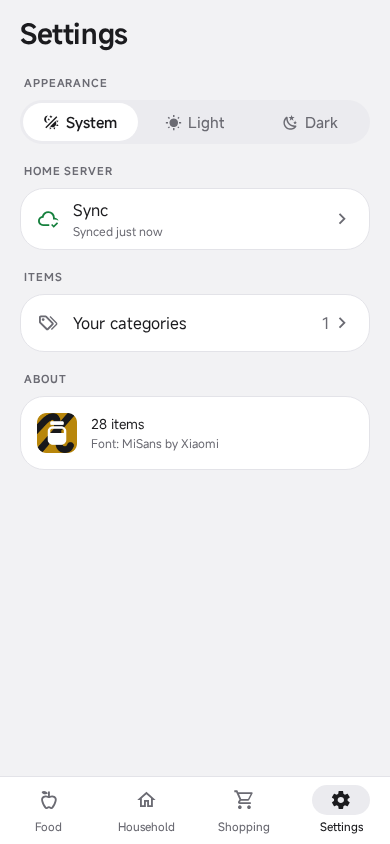 Settings
APPEARANCE
System
Light
Dark
HOME SERVER
Sync
Synced just now
ITEMS
Your categories
1
ABOUT
28 items
Font: MiSans by Xiaomi
Food
Household
Shopping
Settings